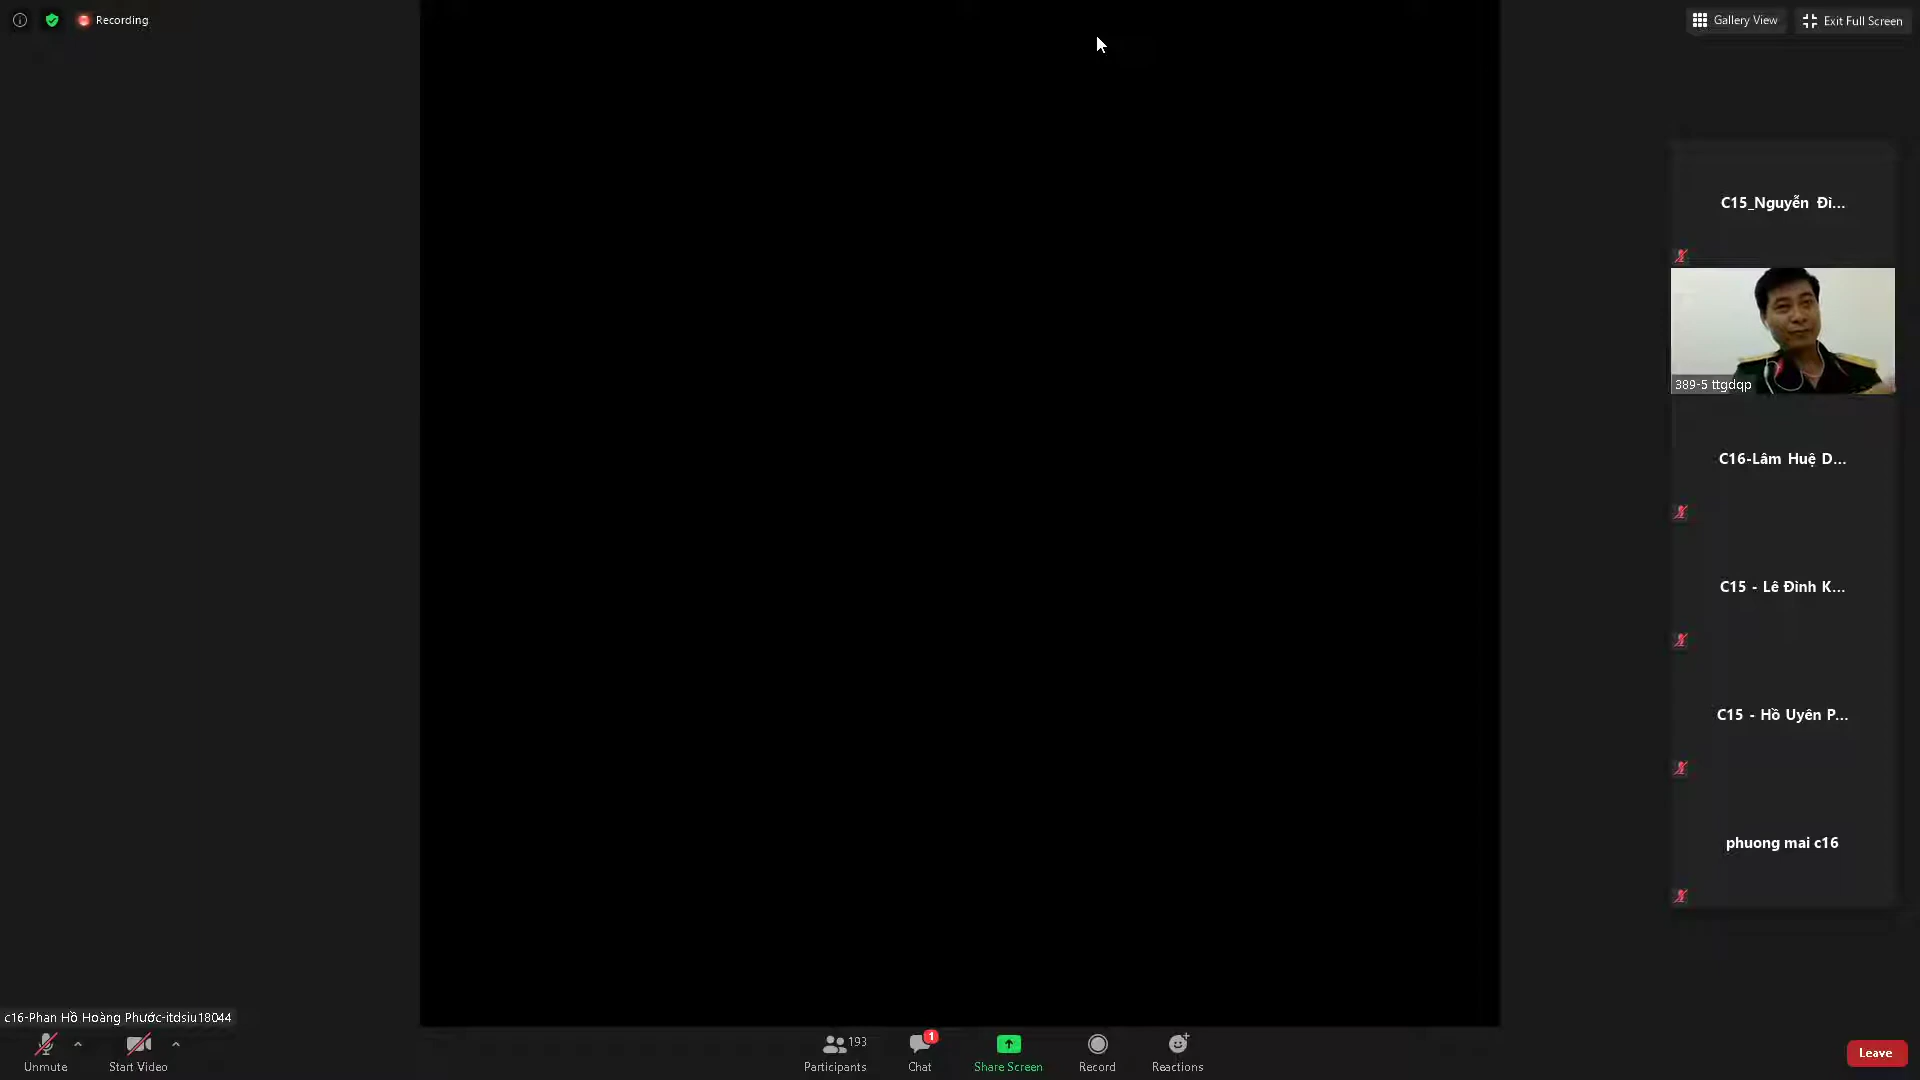 Recording
Gallery View
Exit Full Screen
C15_Nguyễn Đì...
389-5 ttgdqp
C16-Lâm Huệ D...
C15 - Lê Đình K...
C15 - Hồ Uyên P...
phuong mai c16
c16-Phan Hồ Hoàng Phước-itdsiu18044
Unmute
Start Video
193
Participants
1
Chat
Share Screen
Record
Reactions
Leave